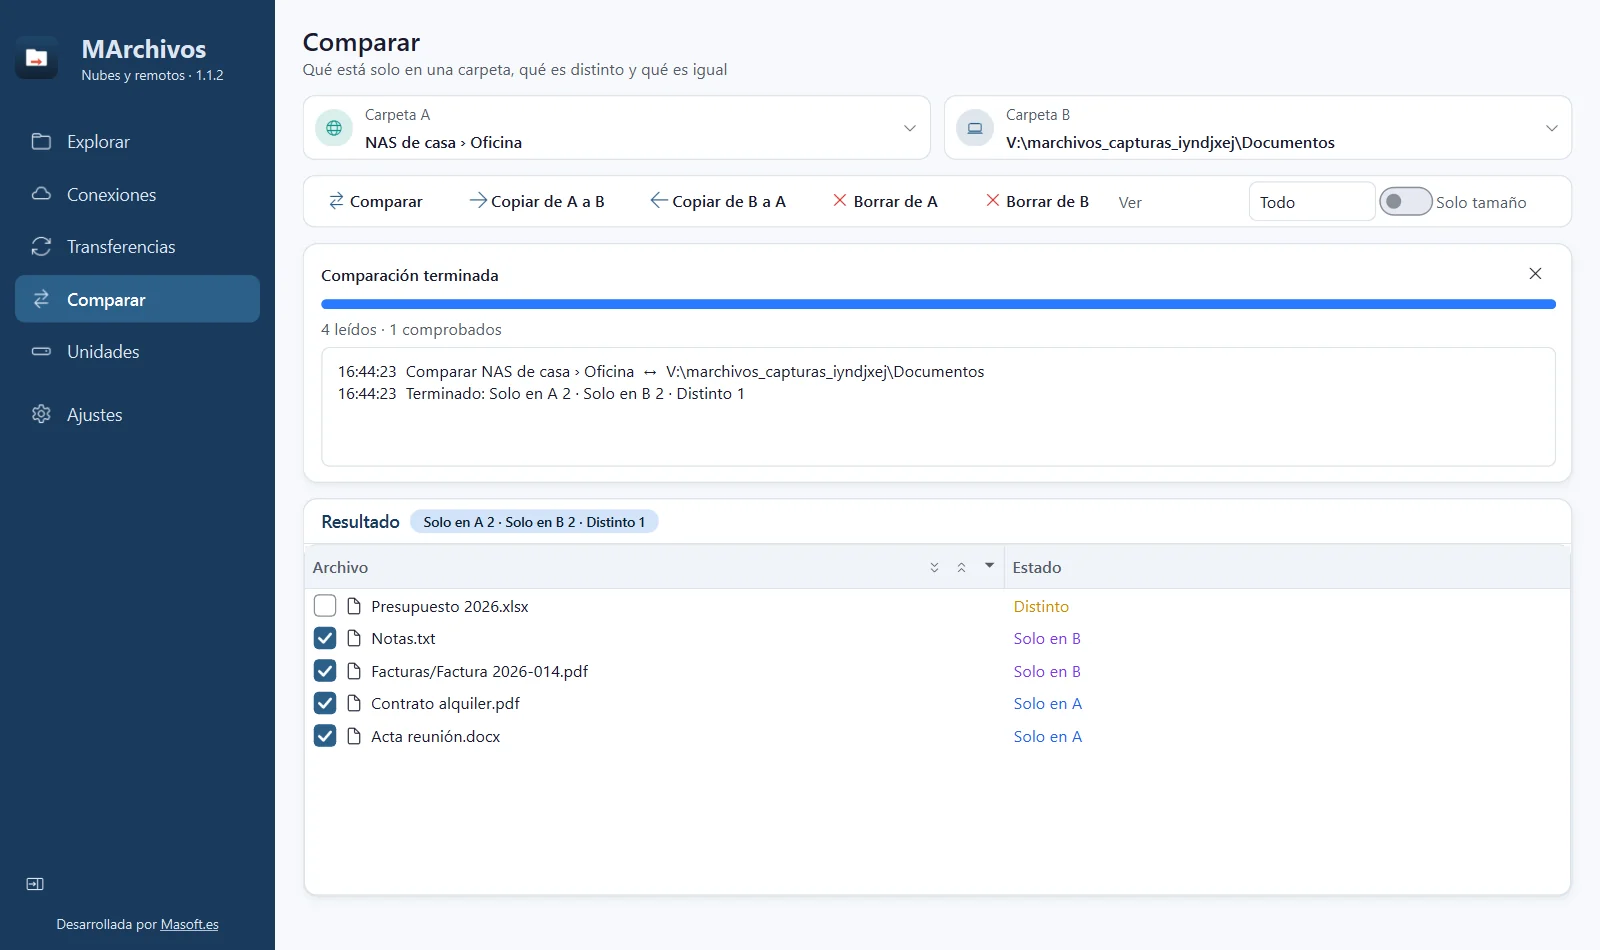 MArchivos
Nubes y remotos · 1.1.2
Explorar
Conexiones
Transferencias
Comparar
Unidades
Ajustes
Desarrollada por Masoft.es
Comparar
Qué está solo en una carpeta, qué es distinto y qué es igual
Carpeta A
NAS de casa › Oficina
Carpeta B
V:\marchivos_capturas_iyndjxej\Documentos
Comparar
Copiar de A a B
Copiar de B a A
Borrar de A
Borrar de B
Ver
Todo
Solo tamaño
Comparación terminada
4 leídos · 1 comprobados
16:44:23 Comparar NAS de casa › Oficina ↔ V:\marchivos_capturas_iyndjxej\Documentos
16:44:23 Terminado: Solo en A 2 · Solo en B 2 · Distinto 1
Resultado
Solo en A 2 · Solo en B 2 · Distinto 1
Archivo
Estado
Presupuesto 2026.xlsx
Distinto
Notas.txt
Solo en B
Facturas/Factura 2026-014.pdf
Solo en B
Contrato alquiler.pdf
Solo en A
Acta reunión.docx
Solo en A